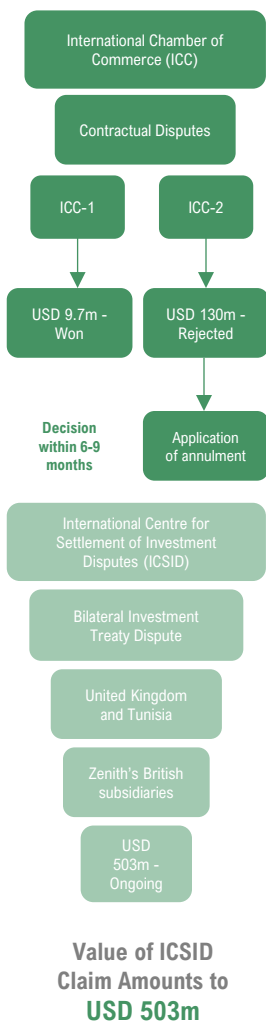 International Chamber of
Commerce (ICC)
Contractual Disputes
ICC-1
ICC-2
USD 9.7m -
Won
USD 130m -
Rejected
Decision
within 6-9
months
Application
of annulment
International Centre for
Settlement of Investment
Disputes (ICSID)
Bilateral Investment
Treaty Dispute
United Kingdom
and Tunisia
Zenith's British
subsidiaries
USD
503m -
Ongoing
Value of ICSID
Claim Amounts to
USD 503m